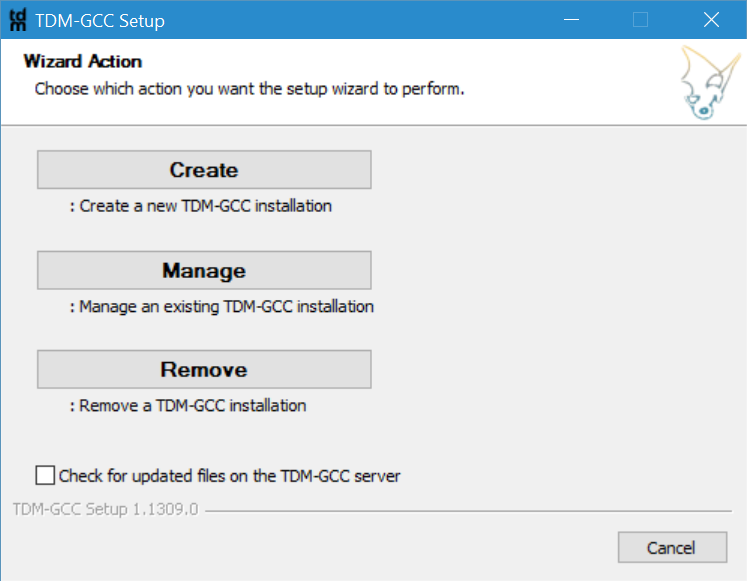 tdm TDM-GCC Setup
Wizard Action
Choose which action you want the setup wizard to perform.
Create
: Create a new TDM-GCC installation
Manage
: Manage an existing TDM-GCC installation
Remove
: Remove a TDM-GCC installation
Check for updated files on the TDM-GCC server
TDM-GCC Setup 1.1309.0
Cancel